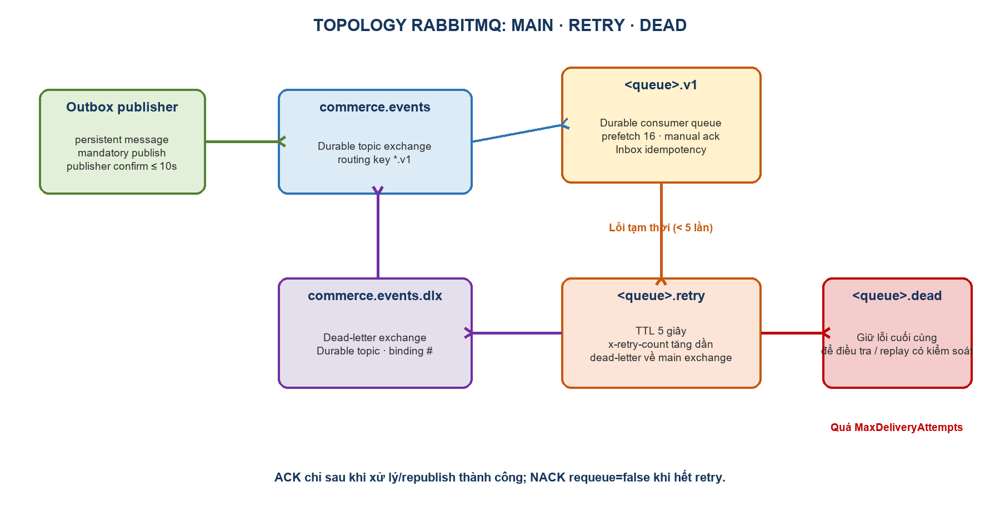 TOPOLOGY RABBITMQ: MAIN · RETRY · DEAD
Outbox publisher
persistent message
mandatory publish
publisher confirm ≤ 10s
commerce.events
Durable topic exchange
routing key *.v1
<queue>.v1
Durable consumer queue
prefetch 16 · manual ack
Inbox idempotency
Lỗi tạm thời (< 5 lần)
commerce.events.dlx
Dead-letter exchange
Durable topic · binding #
<queue>.retry
TTL 5 giây
x-retry-count tăng dần
dead-letter về main exchange
<queue>.dead
Giữ lỗi cuối cùng
để điều tra / replay có kiểm soát
Quá MaxDeliveryAttempts
ACK chỉ sau khi xử lý/republish thành công; NACK requeue=false khi hết retry.